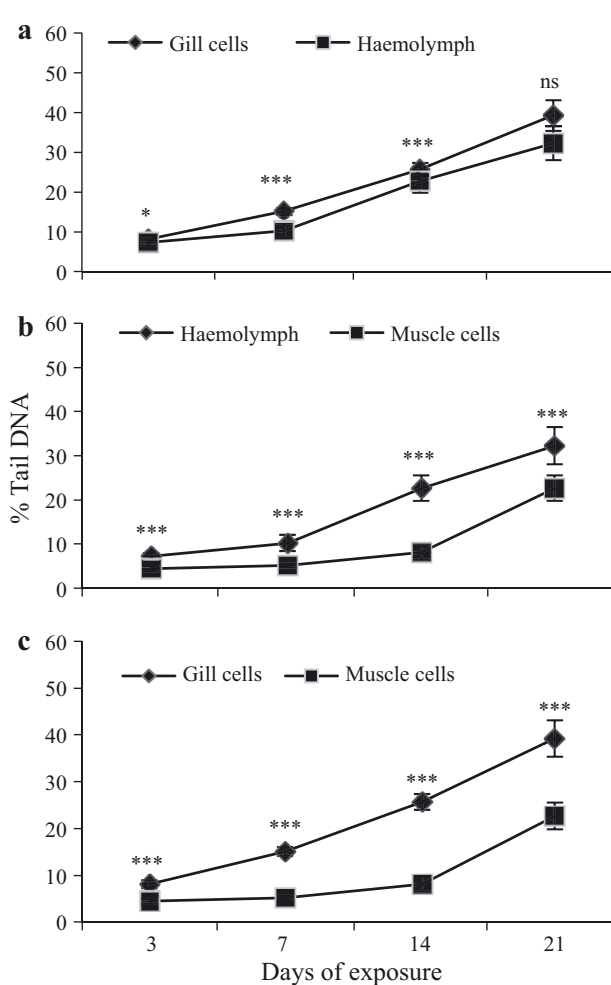 a
Gill cells Haemolymph
60
50
40
30
20
10
0
* *** *** ns
b
Haemolymph Muscle cells
60
50
40
30
20
10
0
*** *** *** ***
% Tail DNA
c
Gill cells Muscle cells
60
50
40
30
20
10
0
*** *** *** ***
3 7 14 21
Days of exposure